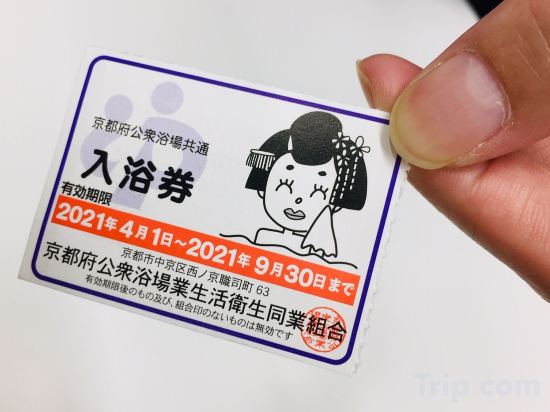 京都府公衆浴場共通
入浴券
有効期限
2021年4月1日~2021年9月30日まで
京都市中京区西ノ京職司町63
京都府公衆浴場業生活衛生同業組合
有効期限後のもの及び、組合印のないものは無効です
Trip com